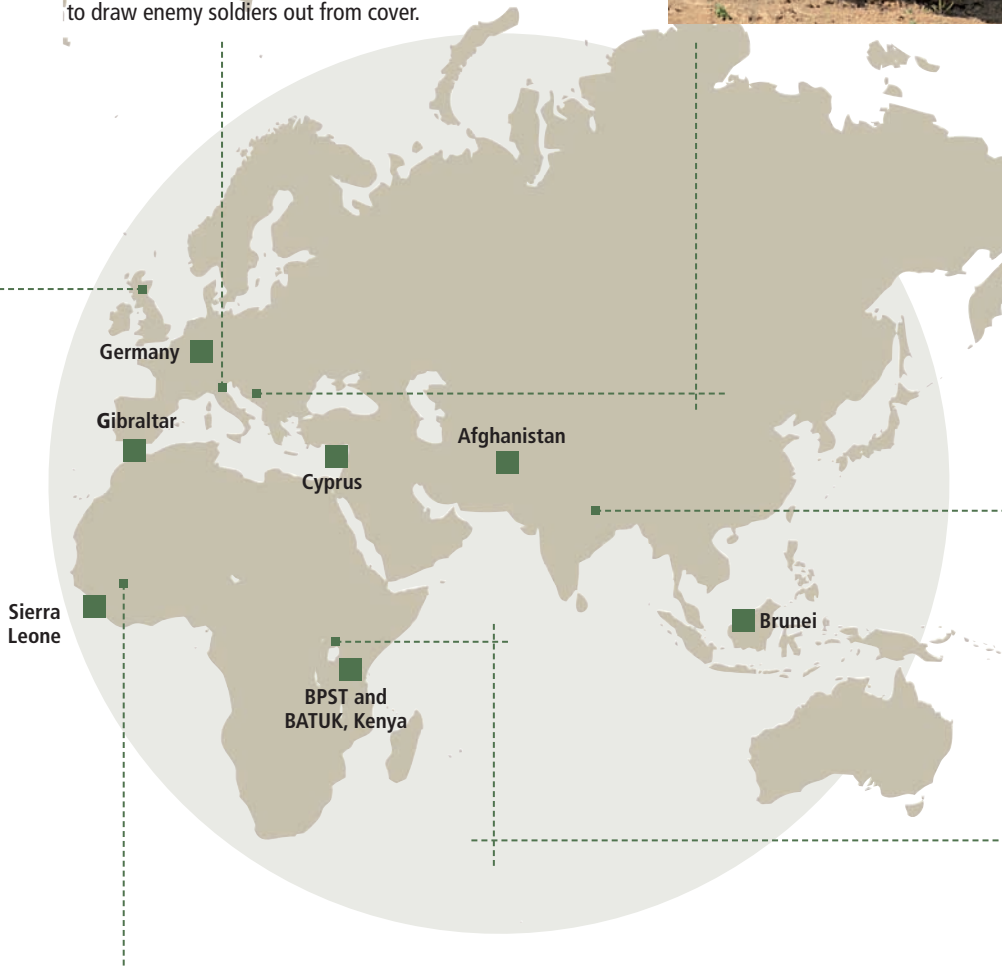 to draw enemy soldiers out from cover.
Germany
Gibraltar
Afghanistan
Cyprus
Sierra
Leone
Brunei
BPST and
BATUK, Kenya